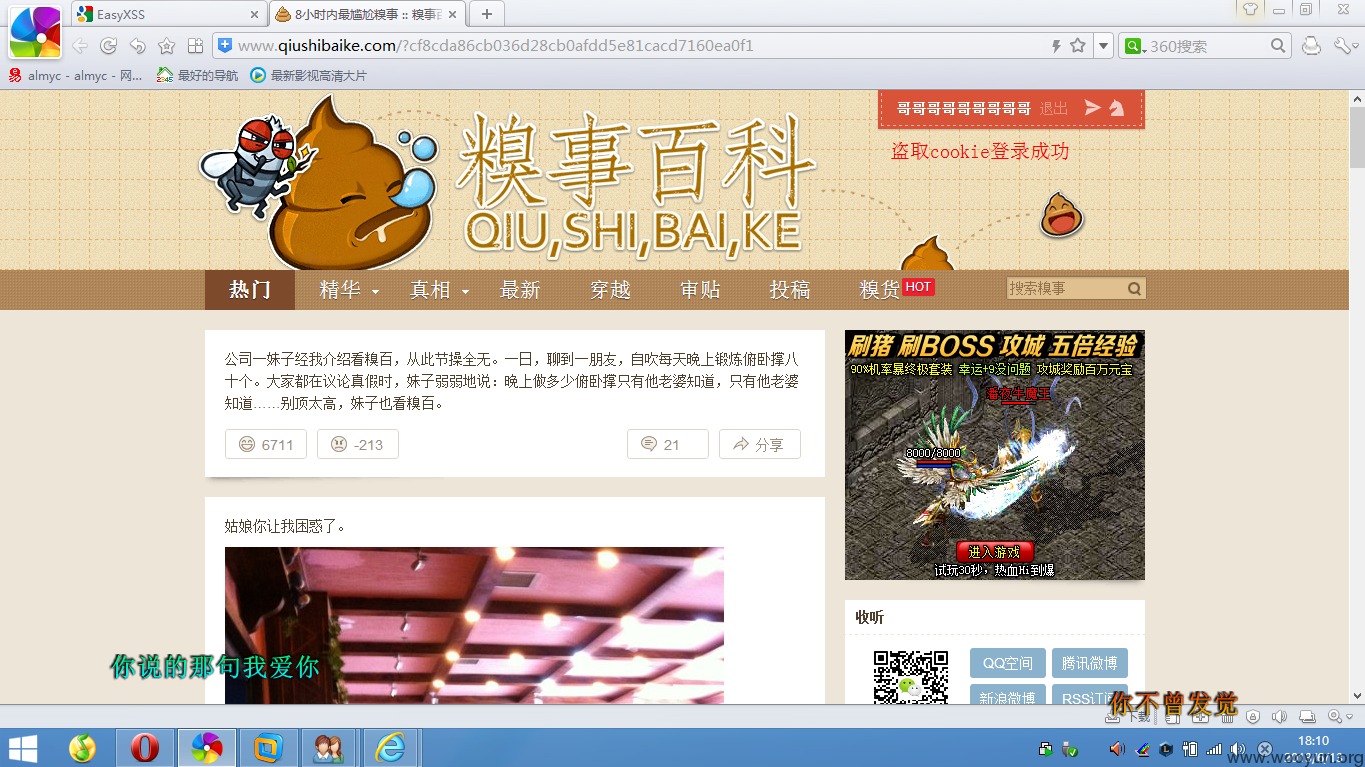 EasyXSS
8小时内最尴尬糗事 :: 糗事百
www.qiushibaike.com/?cfcfcda86cb036d28cb0afdd5e81cacd7160ea0f1
360搜索
almyc - almyc - 网...
最好的导航
最新影视高清大片
糗事百科
QIU,SHI,BAI,KE
哥哥哥哥哥哥哥哥哥 退出
盗取cookie登录成功
热门 精华 真相 最新 穿越 审贴 投稿 糗货 HOT
搜索糗事
公司一妹子经我介绍看糗百，从此节操全无。一日，聊到一朋友，自吹每天晚上锻炼俯卧撑八
十个。大家都在议论真假时，妹子弱弱地说：晚上做多少俯卧撑只有他老婆知道，只有他老婆
知道……别顶太高，妹子也看糗百。
6711 -213 21 分享
姑娘你让我困惑了。
刷猪 刷BOSS 攻城 五倍经验
90%机率暴终极套装 幸运+9没问题 攻城奖励百万元宝
8000/8000
进入游戏
试玩30秒，热血Hi到爆
收听
QQ空间 腾讯微博
新浪微博
你说的那句我爱你
你不曾发觉
下载
18:10
www.wooyun.org